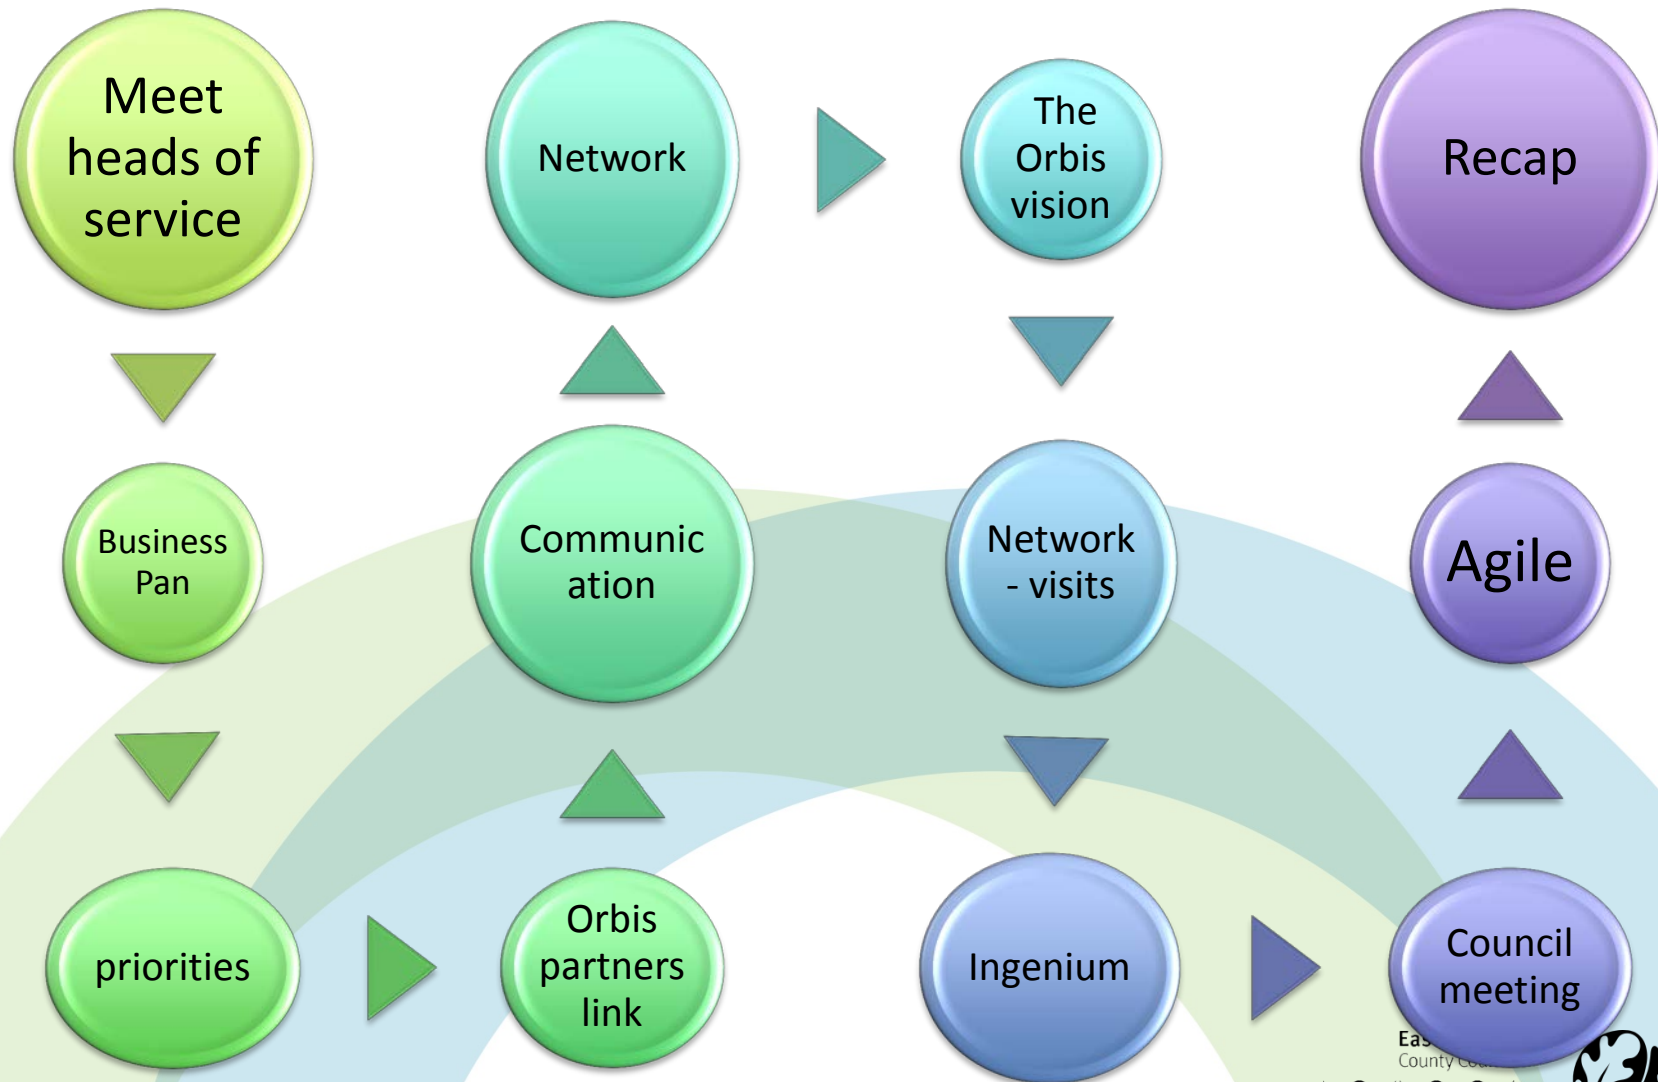 Meet
heads of
service
Business
Pan
priorities
Orbis
partners
link
Communic
ation
Network
The
Orbis
vision
Network
- visits
Ingenium
Council
meeting
Agile
Recap
County